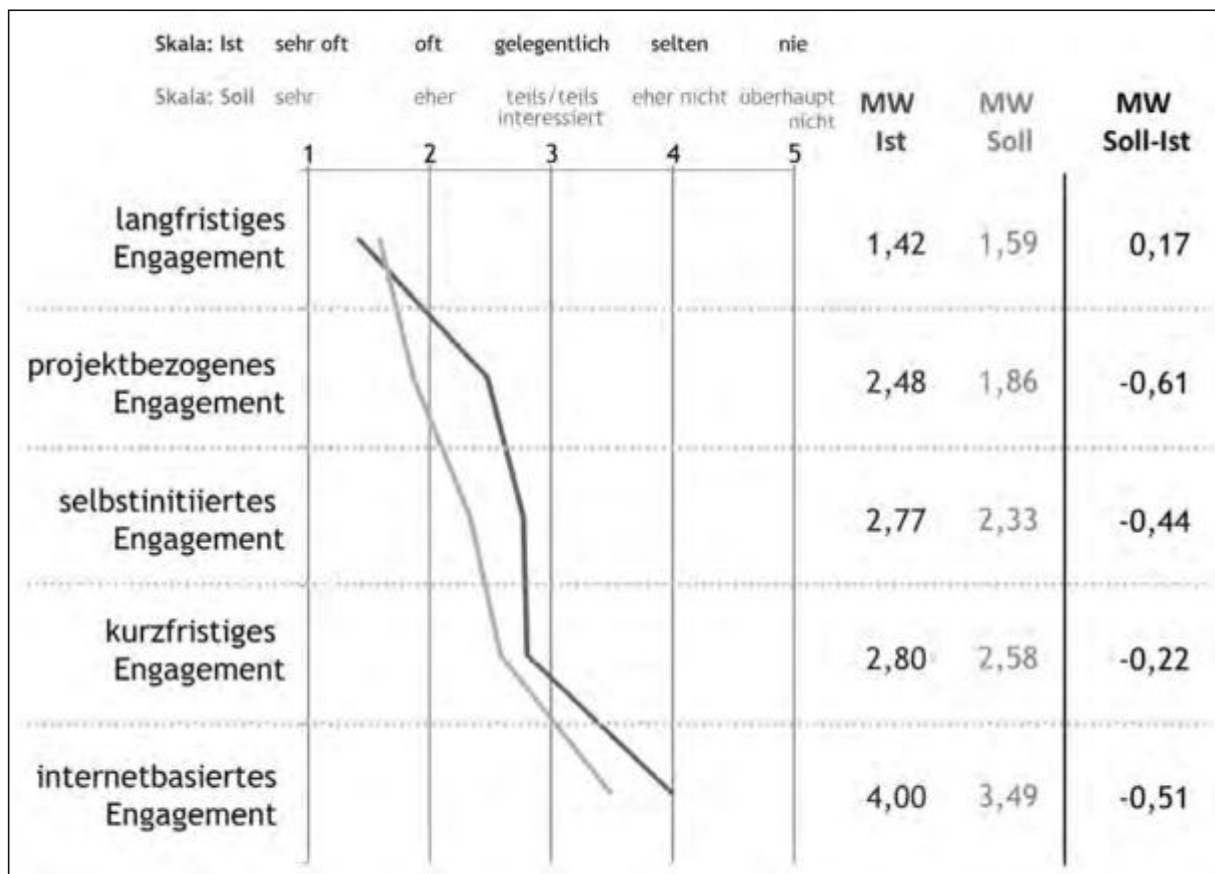 Skala: Ist sehr oft oft gelegentlich selten nie
Skala: Soll sehr eher teils/teils interessiert eher nicht überhaupt nicht
MW Ist MW Soll MW Soll-Ist
1 2 3 4 5
langfristiges
Engagement 1,42 1,59 0,17
projektbezogenes
Engagement 2,48 1,86 -0,61
selbstinitiiertes
Engagement 2,77 2,33 -0,44
kurzfristiges
Engagement 2,80 2,58 -0,22
internetbasiertes
Engagement 4,00 3,49 -0,51